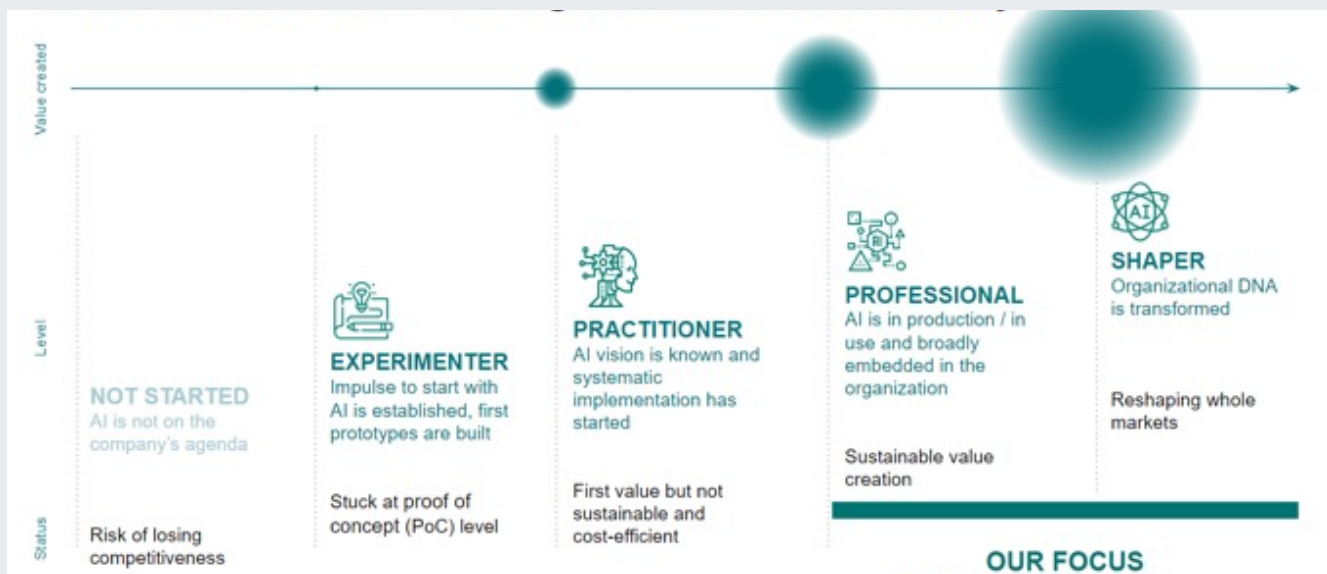 Value created
Level
Status
NOT STARTED
AI is not on the
company's agenda
Risk of losing
competitiveness
EXPERIMENTER
Impulse to start with
AI is established, first
prototypes are built
Stuck at proof of
concept (PoC) level
PRACTITIONER
AI vision is known and
systematic
implementation has
started
First value but not
sustainable and
cost-efficient
PROFESSIONAL
AI is in production / in
use and broadly
embedded in the
organization
Sustainable value
creation
AI
SHAPER
Organizational DNA
is transformed
Reshaping whole
markets
OUR FOCUS